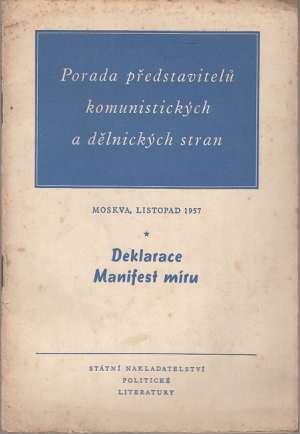 Porada představitelů
komunistických
a dělnických stran
MOSKVA, LISTOPAD 1957
*
Deklarace
Manifest míru
STÁTNÍ NAKLADATELSTVÍ
POLITICKÉ
LITERATURY